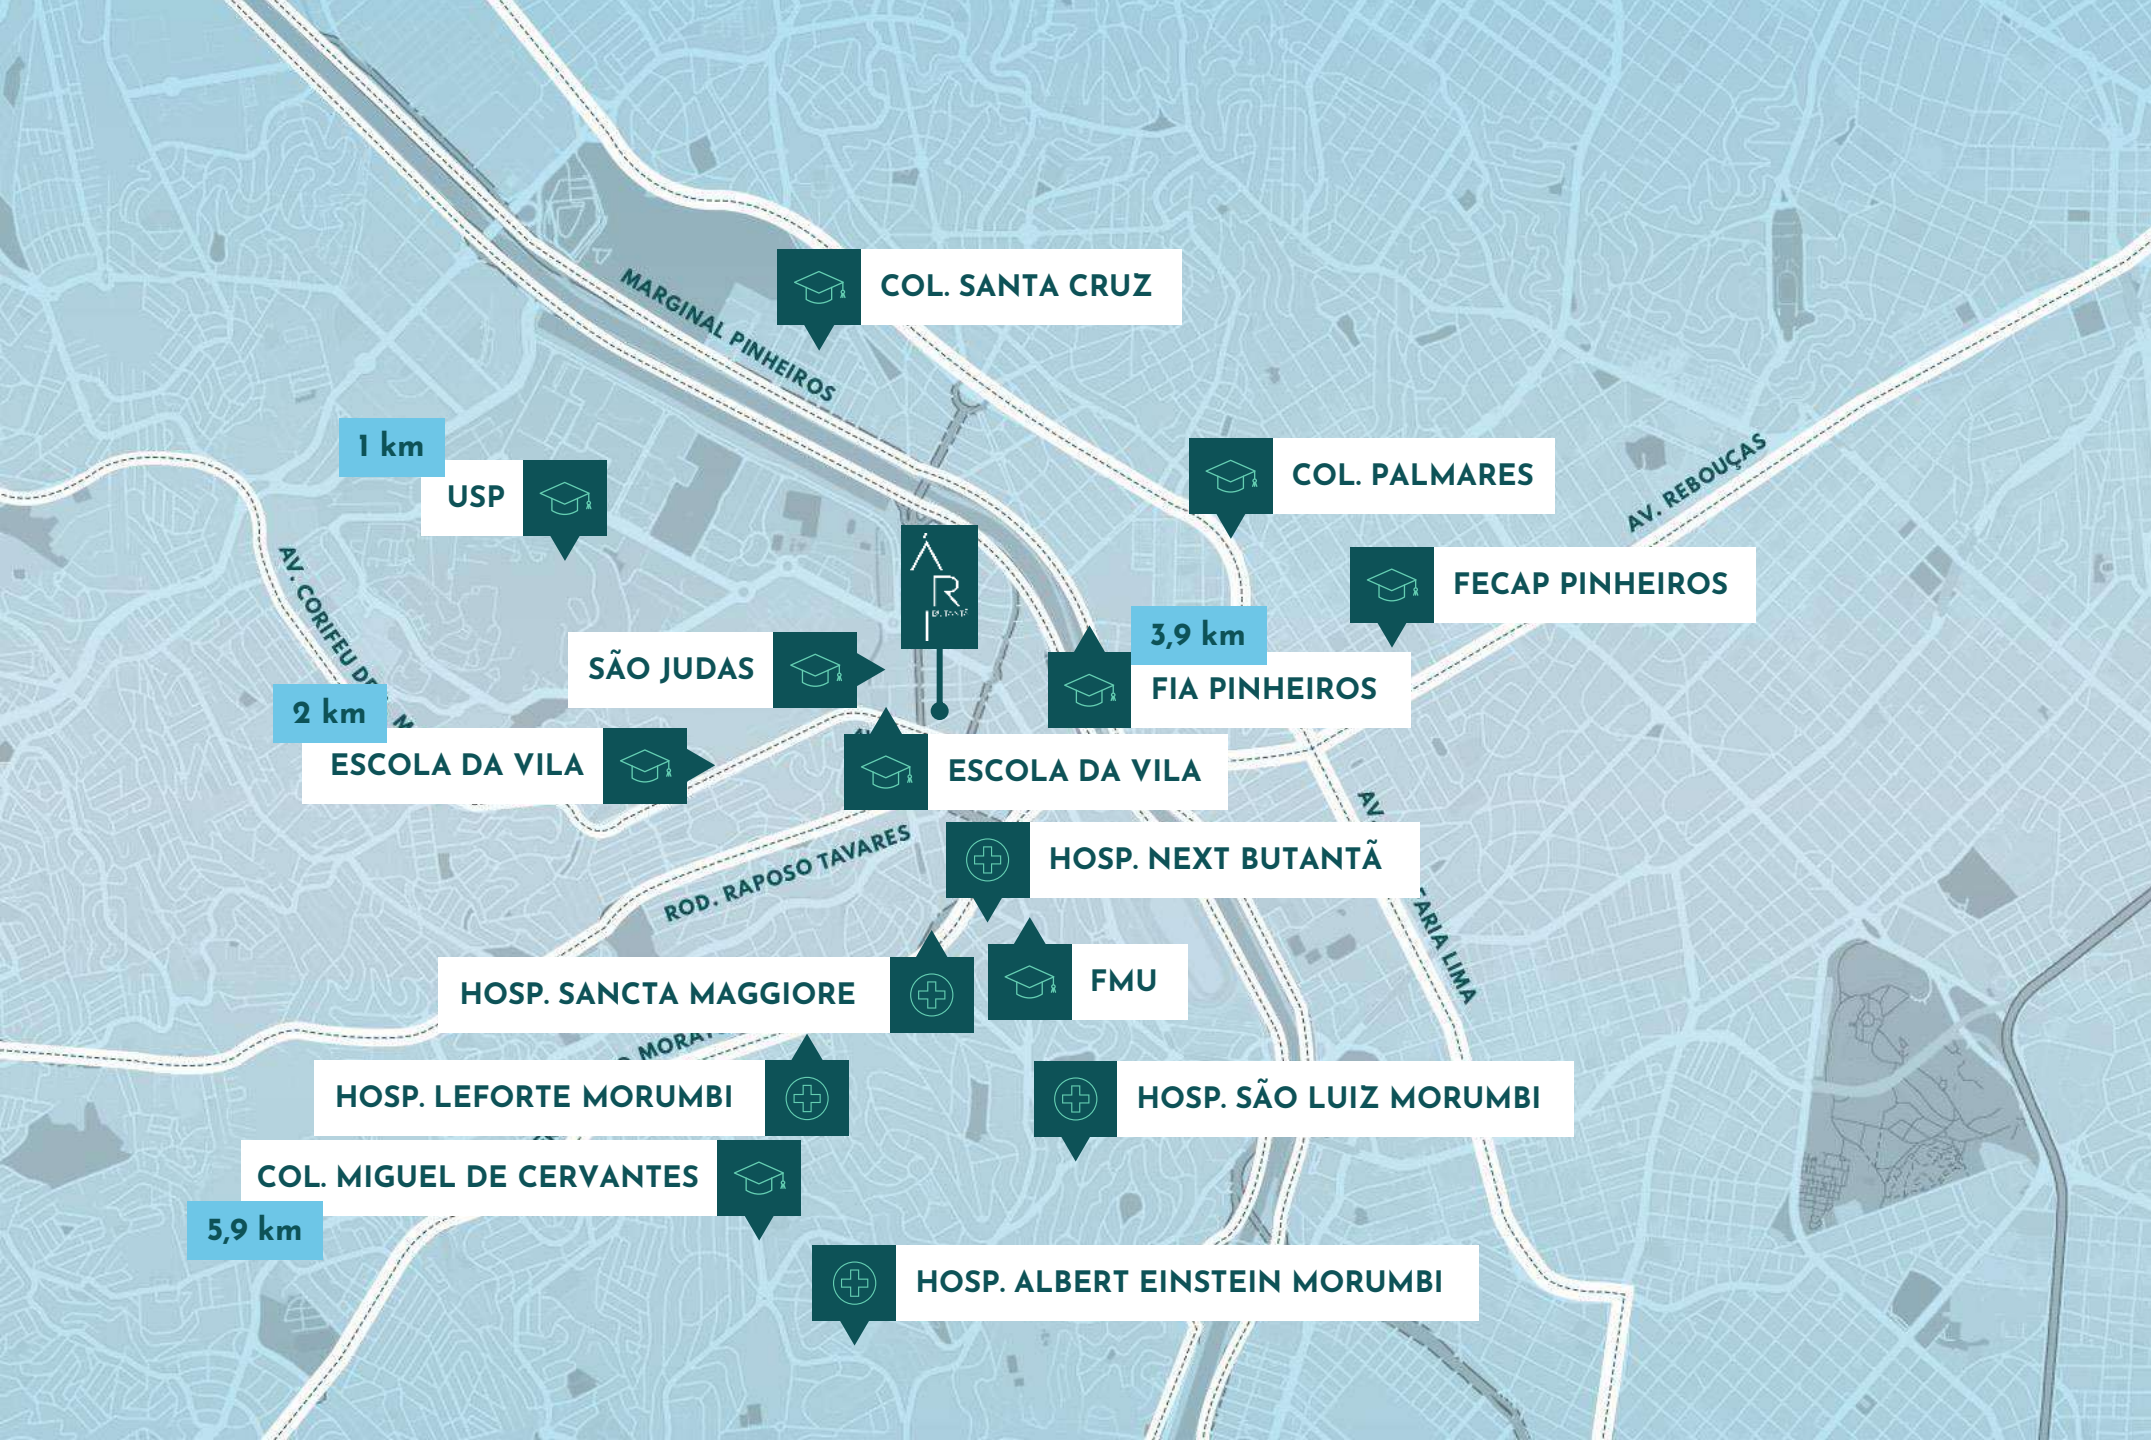 COL. SANTA CRUZ
MARGINAL PINHEIROS
1 km
USP
COL. PALMARES
AV. REBOUÇAS
AV. CORIFEU DE M
Á
R
I
FECAP PINHEIROS
3,9 km
SÃO JUDAS
FIA PINHEIROS
2 km
ESCOLA DA VILA
ESCOLA DA VILA
AV.
FARIA LIMA
ROD. RAPOSO TAVARES
HOSP. NEXT BUTANTÃ
HOSP. SANCTA MAGGIORE
FMU
HOSP. LEFORTE MORUMBI
HOSP. SÃO LUIZ MORUMBI
COL. MIGUEL DE CERVANTES
5,9 km
HOSP. ALBERT EINSTEIN MORUMBI